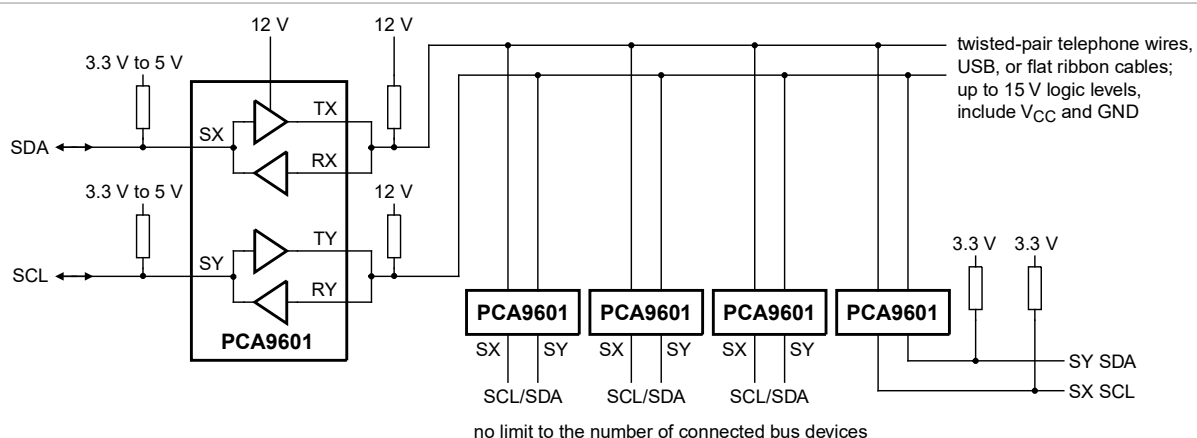 12 V
12 V
3.3 V to 5 V
twisted-pair telephone wires,
USB, or flat ribbon cables;
up to 15 V logic levels,
include VCC and GND
TX
SX
SDA
RX
3.3 V to 5 V
12 V
TY
SY
SCL
RY
PCA9601
3.3 V 3.3 V
PCA9601 PCA9601 PCA9601 PCA9601
SX SY SX SY SX SY
SY SDA
SX SCL
SCL/SDA SCL/SDA SCL/SDA
no limit to the number of connected bus devices